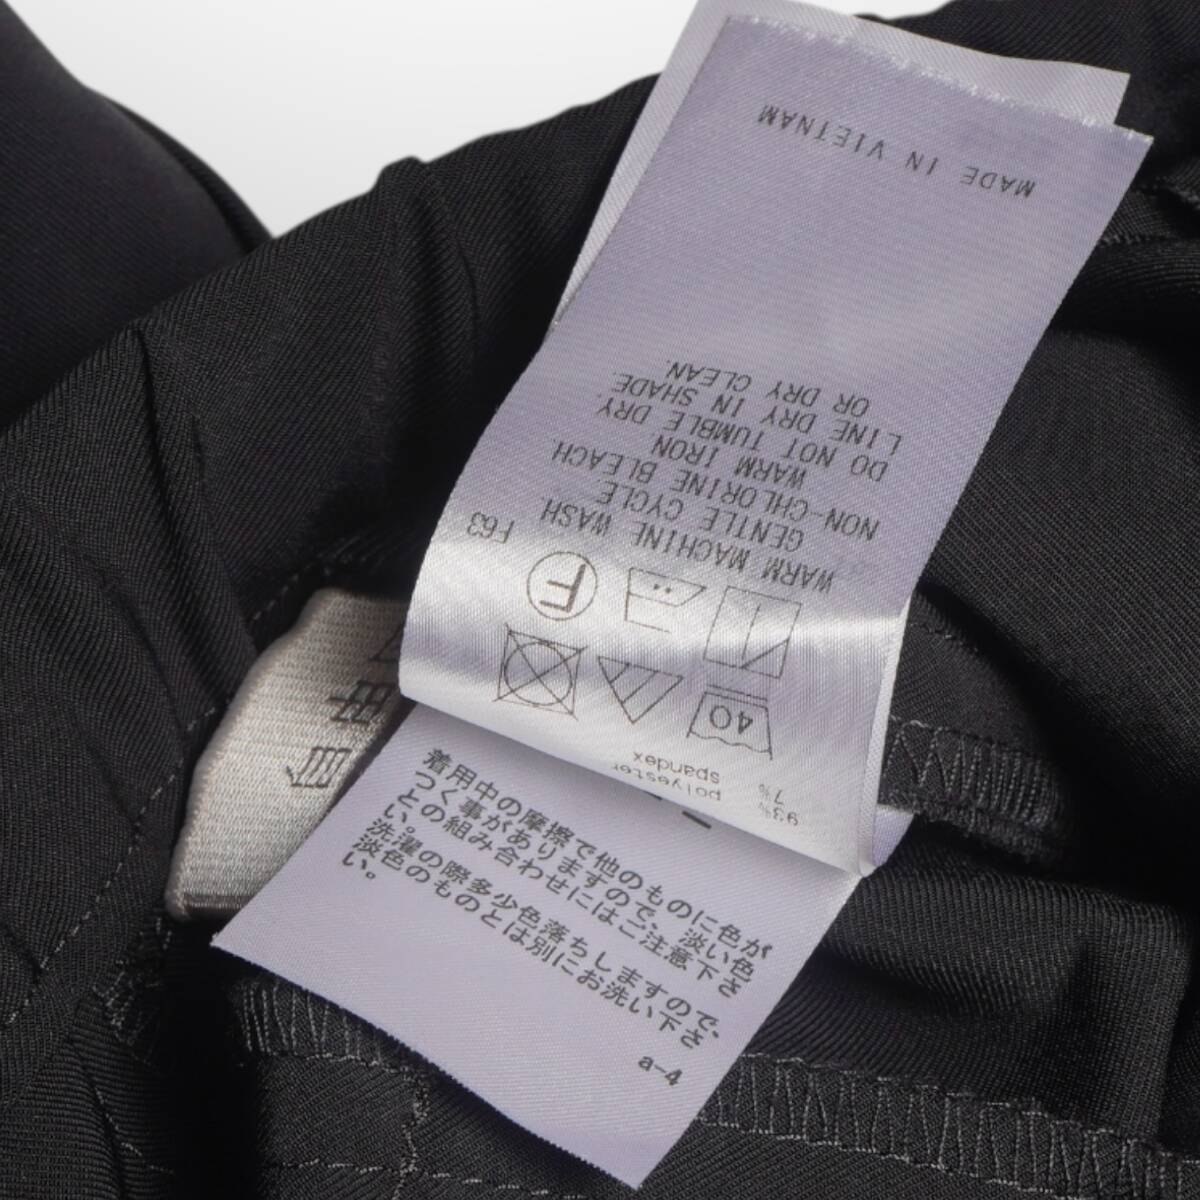 93% 
polyester
7%
spandex
40
F
F63
WARM MACHINE WASH
GENTLE CYCLE.
NON-CHLORINE BLEACH
WARM IRON.
DO NOT TUMBLE DRY.
LINE DRY IN SHADE.
OR DRY CLEAN.
MADE IN VIETNAM
着用中の摩擦で他のものに色が
つく事がありますので、淡い色
との組み合わせにはご注意下さ
い。
洗濯の際多少色落ちしますので、
淡色のものとは別にお洗い下さ
い。
a-4